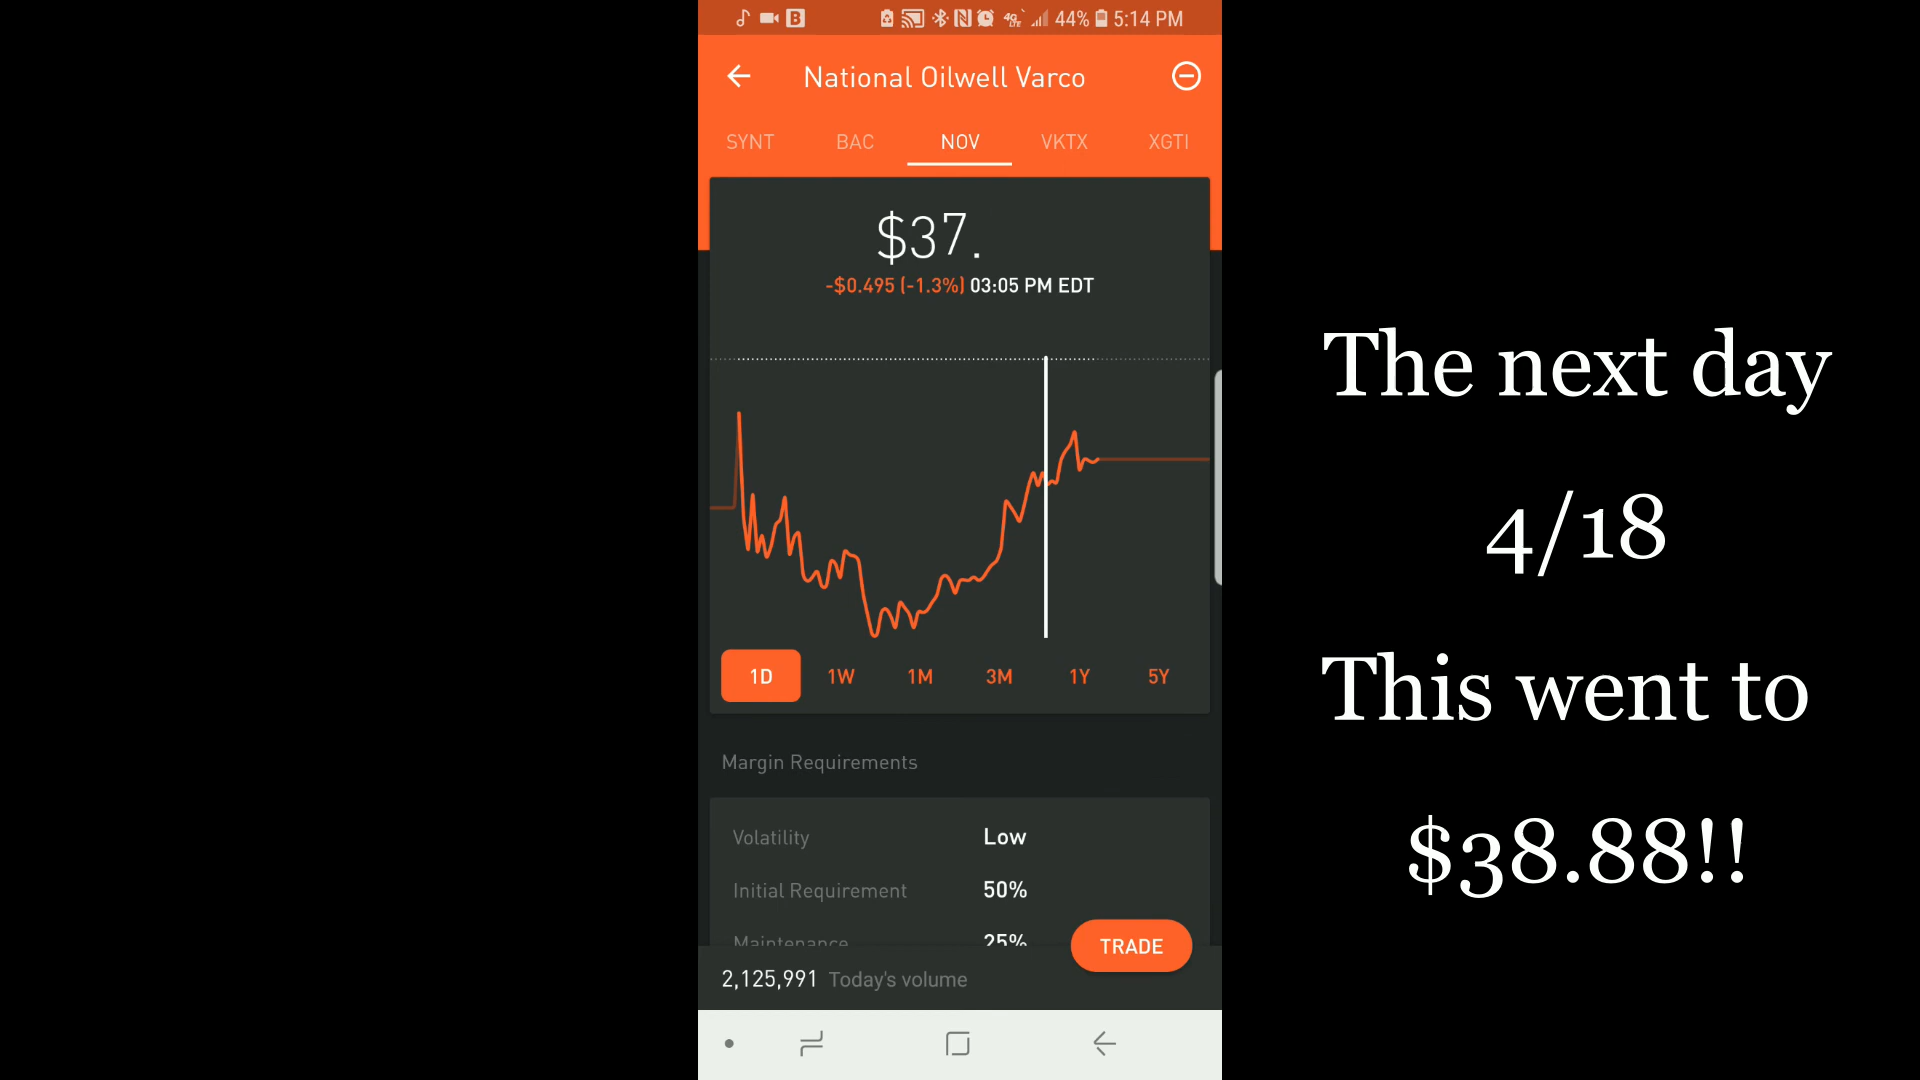 B 4G LTE 44% 5:14 PM
National Oilwell Varco
SYNT BAC NOV VKTX XGTI
$37.
-$0.495 (-1.3%) 03:05 PM EDT
1D 1W 1M 3M 1Y 5Y
Margin Requirements
Volatility Low
Initial Requirement 50%
Maintenance 25%
TRADE
2,125,991 Today's volume
The next day
4/18
This went to
$38.88!!